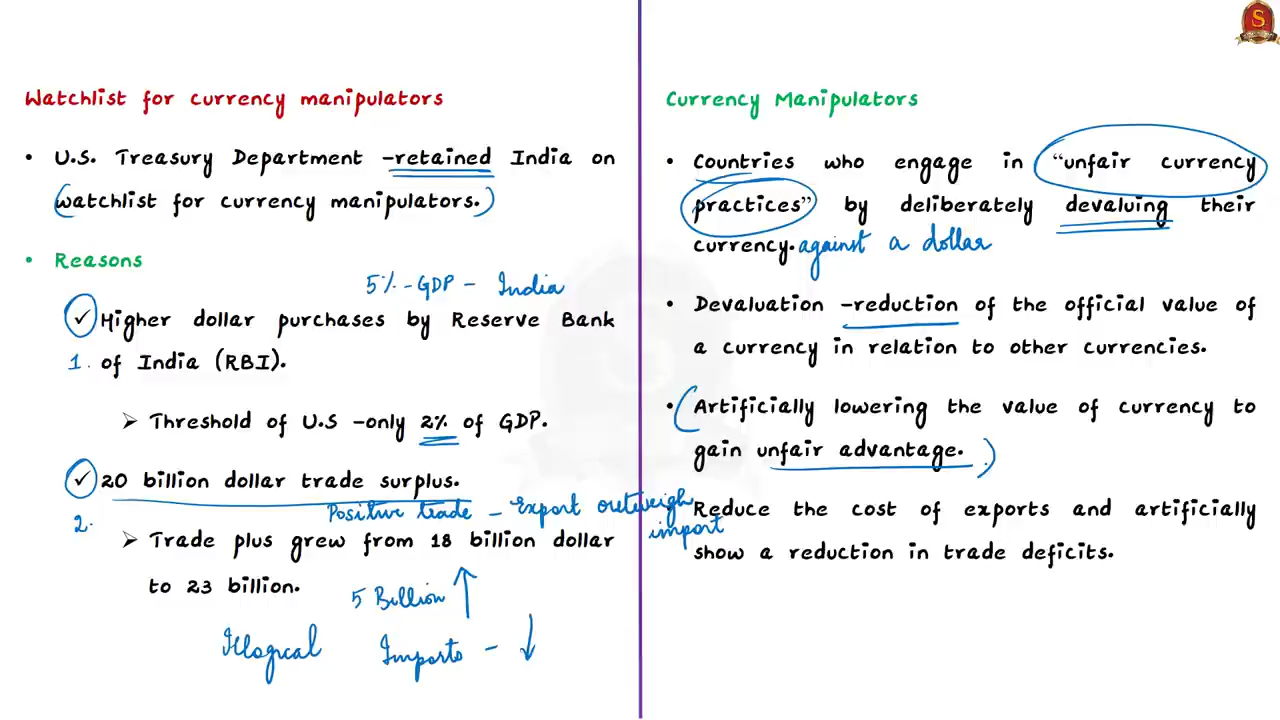 Watchlist for currency manipulators
• U.S. Treasury Department -retained India on
watchlist for currency manipulators.
• Reasons
5% - GDP - India
✓ Higher dollar purchases by Reserve Bank
1. of India (RBI).
➢ Threshold of U.S -only 2% of GDP.
✓ 20 billion dollar trade surplus.
2. Positive trade - Export outweigh
import
➢ Trade plus grew from 18 billion dollar
to 23 billion.
5 Billion ↑
Illogical Imports - ↓
S
Currency Manipulators
• Countries who engage in "unfair currency
practices" by deliberately devaluing their
currency. against a dollar
• Devaluation -reduction of the official value of
a currency in relation to other currencies.
• Artificially lowering the value of currency to
gain unfair advantage.
Reduce the cost of exports and artificially
show a reduction in trade deficits.